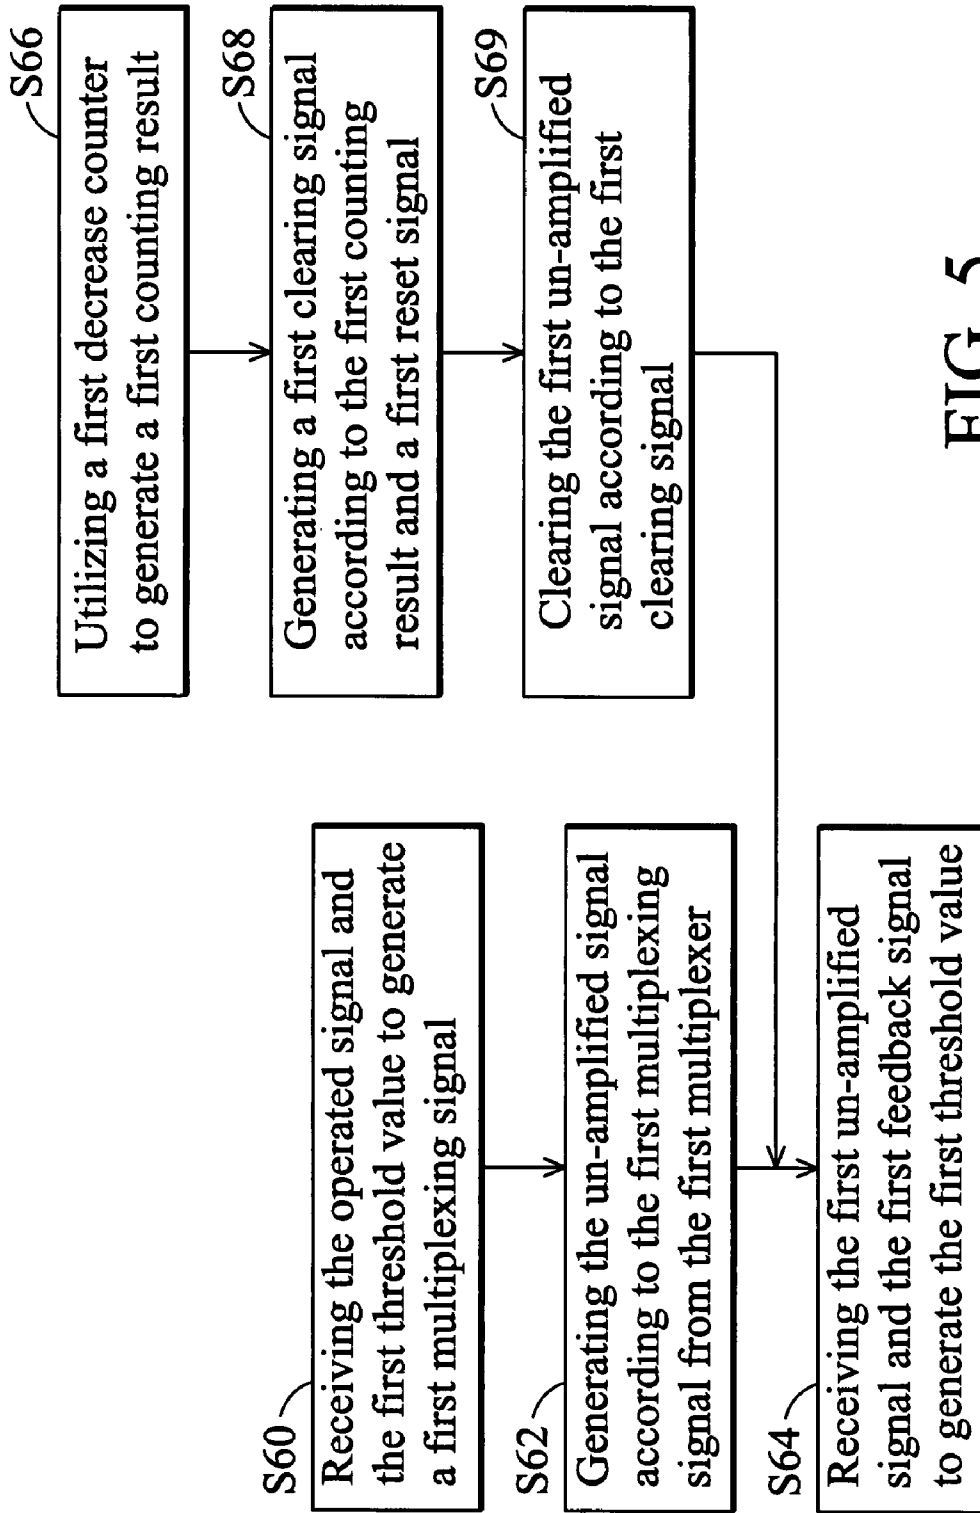 S60
Receiving the operated signal and
the first threshold value to generate
a first multiplexing signal
S62
Generating the un-amplified signal
according to the first multiplexing
signal from the first multiplexer
S64
Receiving the first un-amplified
signal and the first feedback signal
to generate the first threshold value
S66
Utilizing a first decrease counter
to generate a first counting result
S68
Generating a first clearing signal
according to the first counting
result and a first reset signal
S69
Clearing the first un-amplified
signal according to the first
clearing signal
FIG. 5